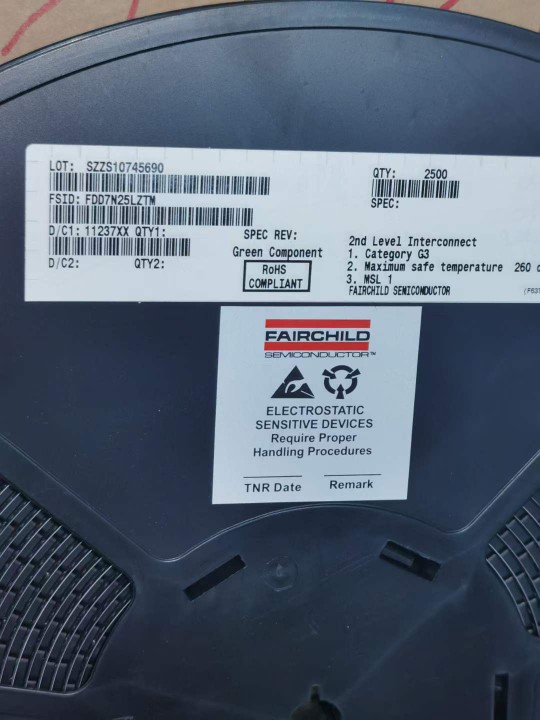 LOT: SZZS10745690
QTY: 2500
FSID: FDD7N25LZTM
SPEC:
D/C1: 11237XX QTY1:
SPEC REV:
D/C2: QTY2:
Green Component
RoHS
COMPLIANT
2nd Level Interconnect
1. Category G3
2. Maximum safe temperature 260
3. MSL 1
FAIRCHILD SEMICONDUCTOR
FAIRCHILD
SEMICONDUCTOR™
ELECTROSTATIC
SENSITIVE DEVICES
Require Proper
Handling Procedures
TNR Date
Remark